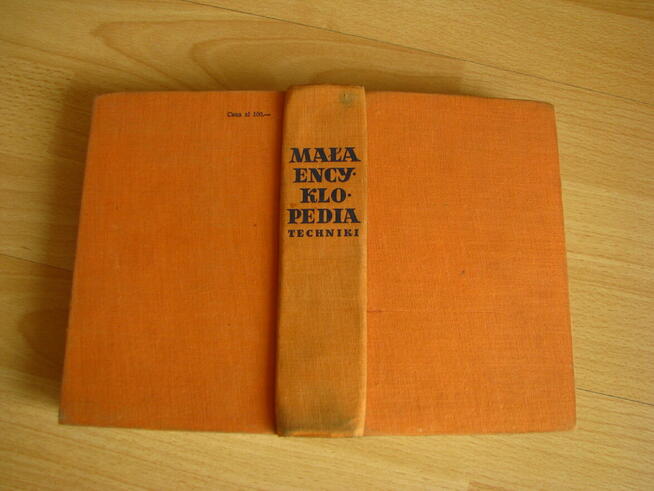 Cena zł 100,—
MAŁA
ENCY·
KLO·
PEDIA
TECHNIKI